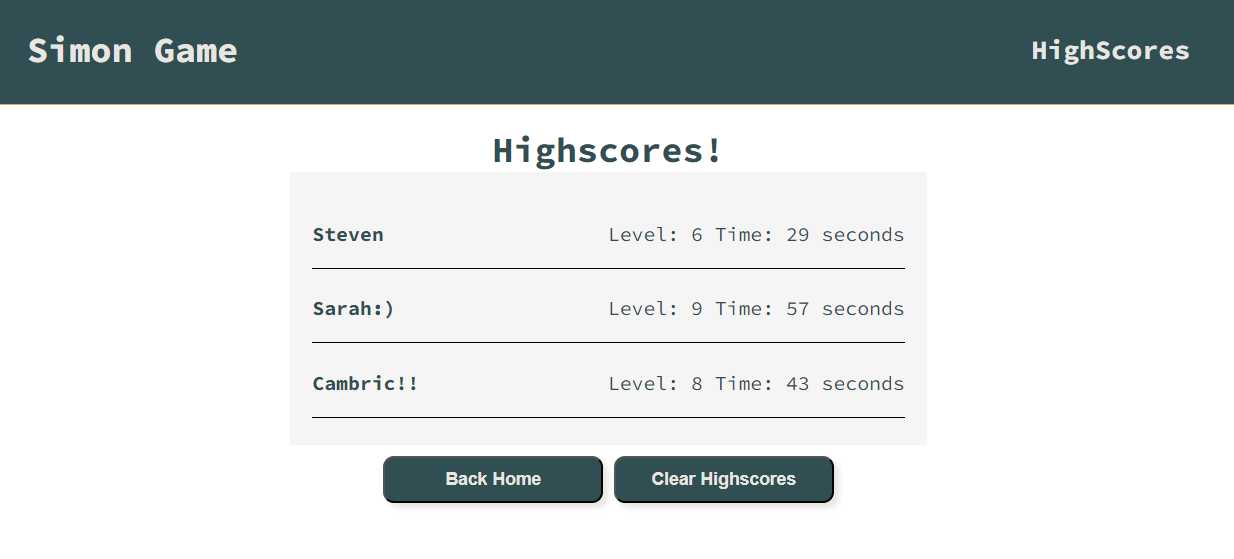 Simon Game HighScores
Highscores!
Steven Level: 6 Time: 29 seconds
Sarah:) Level: 9 Time: 57 seconds
Cambric!! Level: 8 Time: 43 seconds
Back Home Clear Highscores